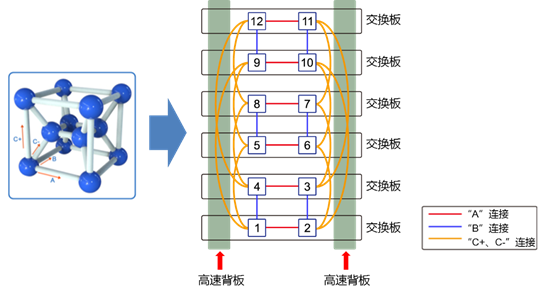 12 11 交换板
9 10 交换板
8 7 交换板
5 6 交换板
4 3 交换板
1 2 交换板
C+
C-
B
A
"A" 连接
"B" 连接
"C+、C-" 连接
高速背板 高速背板